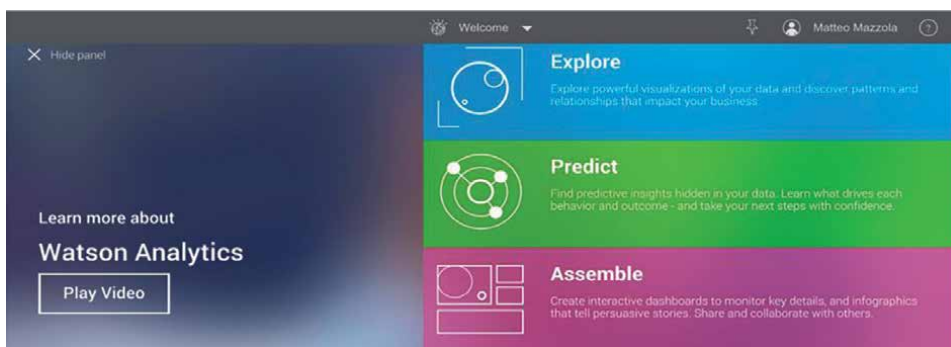 Welcome
Matteo Mazzola
?
Hide panel
Learn more about
Watson Analytics
Play Video
Explore
Explore powerful visualizations of your data and discover patterns and
relationships that impact your business.
Predict
Find predictive insights hidden in your data. Learn what drives each
behavior and outcome - and take your next steps with confidence.
Assemble
Create interactive dashboards to monitor key details, and infographics
that tell persuasive stories. Share and collaborate with others.